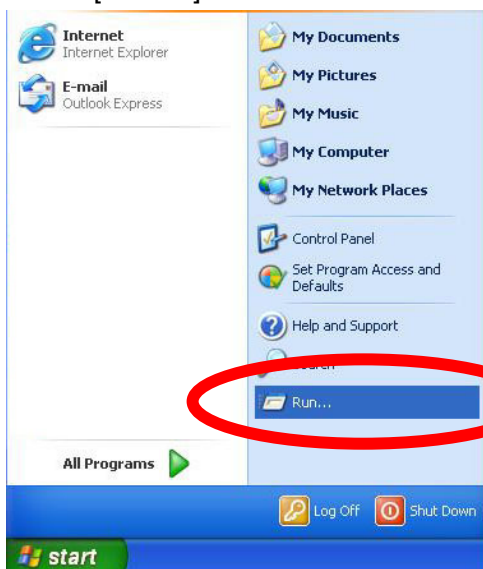 Internet
Internet Explorer
E-mail
Outlook Express
All Programs
My Documents
My Pictures
My Music
My Computer
My Network Places
Control Panel
Set Program Access and
Defaults
Help and Support
Run...
Log Off
Shut Down
start